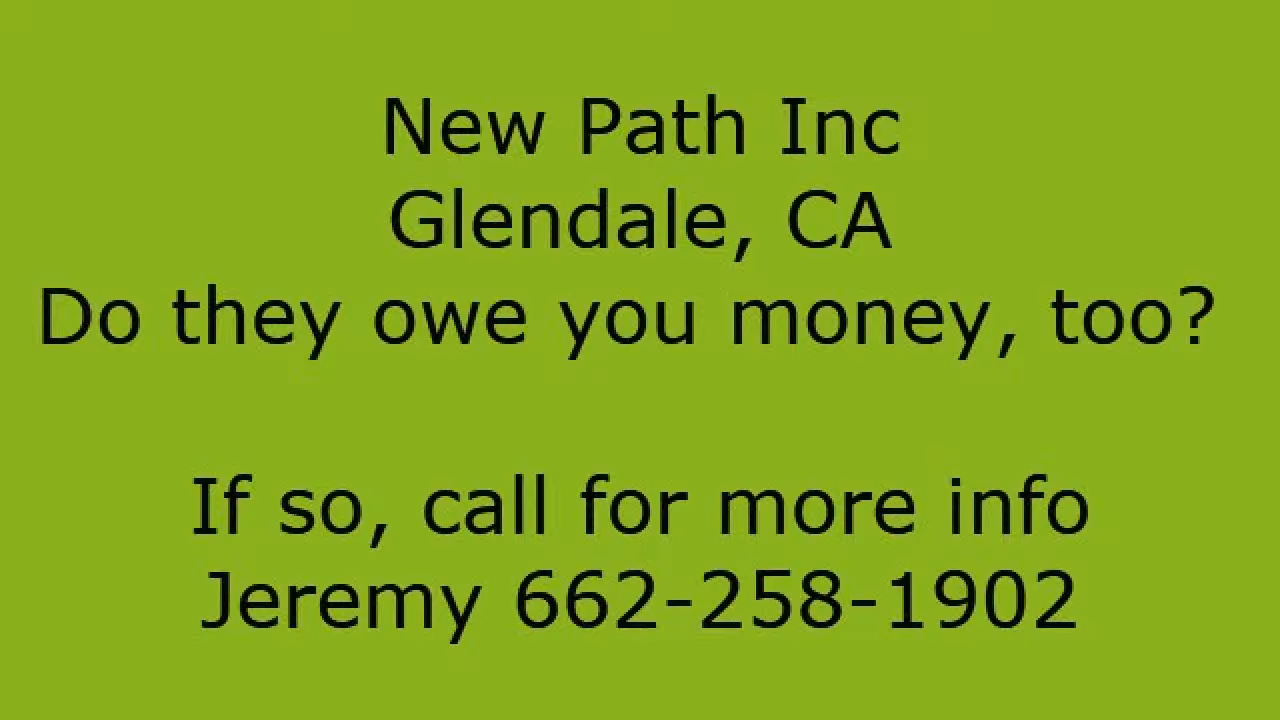 New Path Inc
Glendale, CA
Do they owe you money, too?
If so, call for more info
Jeremy 662-258-1902